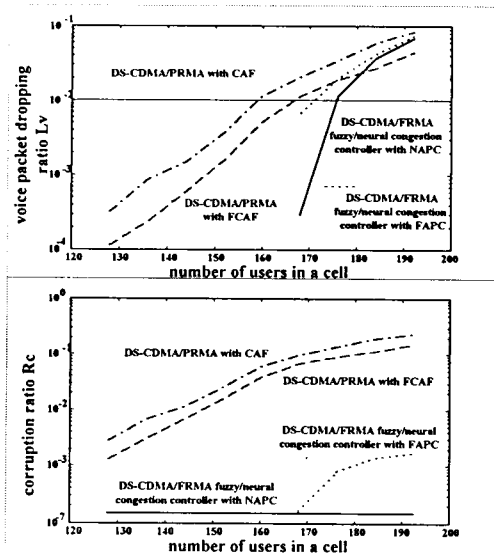 10⁻¹
10⁻²
10⁻³
10⁻⁴
voice packet dropping
ratio Lv
DS-CDMA/PRMA with CAF
DS-CDMA/FRMA
fuzzy/neural congestion
controller with NAPC
DS-CDMA/PRMA
with FCAF
DS-CDMA/FRMA
fuzzy/neural congestion
controller with FAPC
120 130 140 150 160 170 180 190 200
number of users in a cell
10⁰
10⁻¹
10⁻²
10⁻³
10⁻⁷
corruption ratio Rc
DS-CDMA/PRMA with CAF
DS-CDMA/PRMA with FCAF
DS-CDMA/FRMA fuzzy/neural
congestion controller with FAPC
DS-CDMA/FRMA fuzzy/neural
congestion controller with NAPC
120 130 140 150 160 170 180 190 200
number of users in a cell